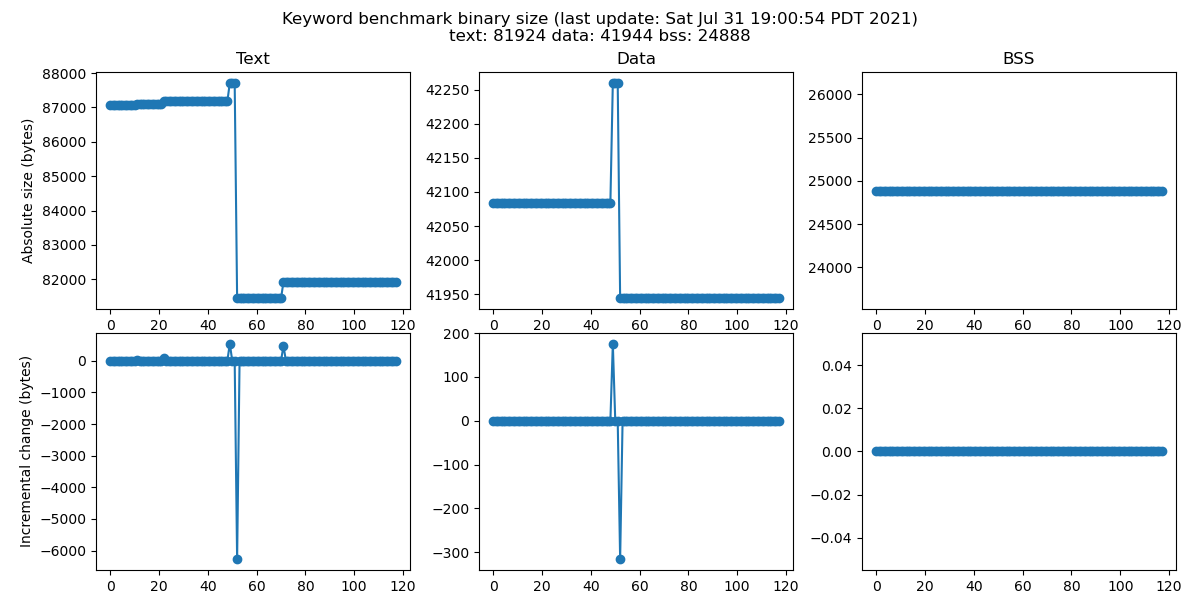 Keyword benchmark binary size (last update: Sat Jul 31 19:00:54 PDT 2021)
text: 81924 data: 41944 bss: 24888
Text
Data
BSS
Absolute size (bytes)
88000
87000
86000
85000
84000
83000
82000
0 20 40 60 80 100 120
42250
42200
42150
42100
42050
42000
41950
0 20 40 60 80 100 120
26000
25500
25000
24500
24000
0 20 40 60 80 100 120
Incremental change (bytes)
0
−1000
−2000
−3000
−4000
−5000
−6000
0 20 40 60 80 100 120
200
100
0
−100
−200
−300
0 20 40 60 80 100 120
0.04
0.02
0.00
−0.02
−0.04
0 20 40 60 80 100 120